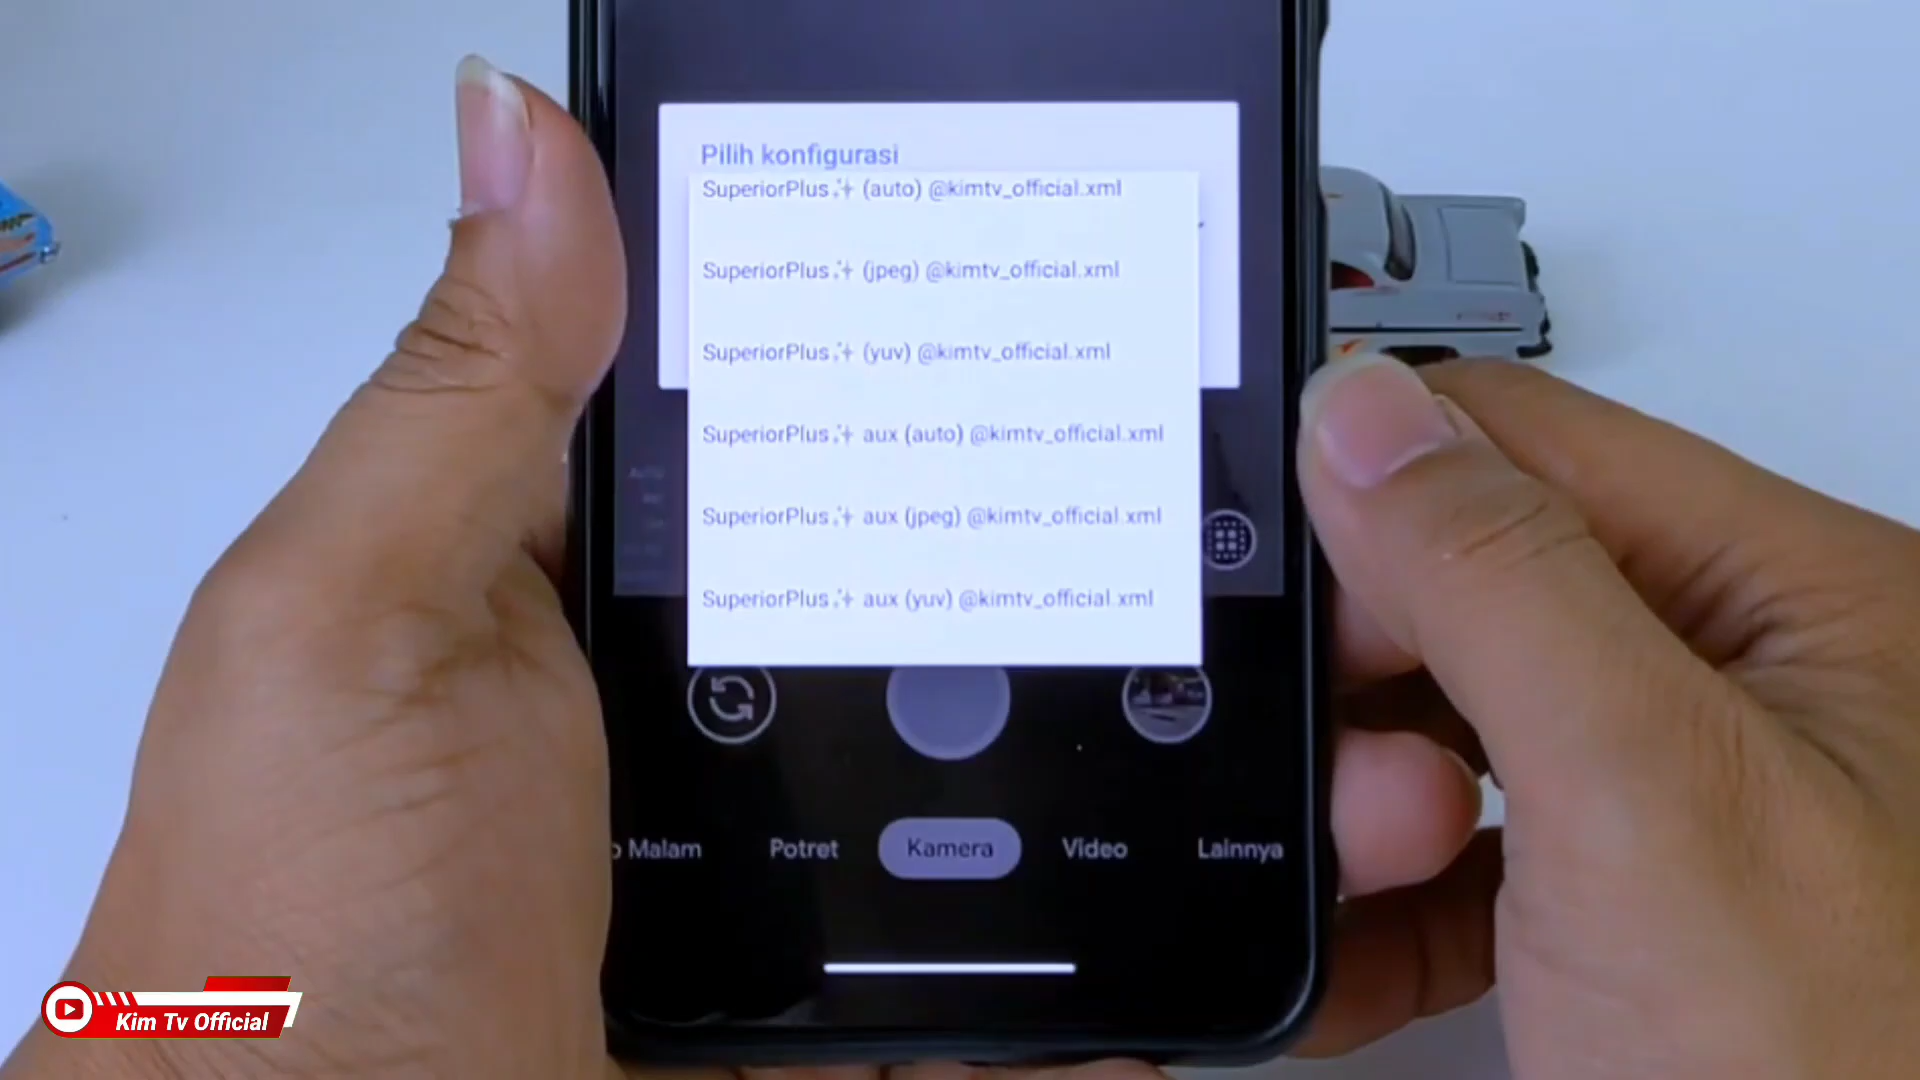 Pilih konfigurasi
SuperiorPlus✨ (auto) @kimtv_official.xml
SuperiorPlus✨ (jpeg) @kimtv_official.xml
SuperiorPlus✨ (yuv) @kimtv_official.xml
SuperiorPlus✨ aux (auto) @kimtv_official.xml
SuperiorPlus✨ aux (jpeg) @kimtv_official.xml
SuperiorPlus✨ aux (yuv) @kimtv_official.xml
Malam Potret Kamera Video Lainnya
Kim Tv Official